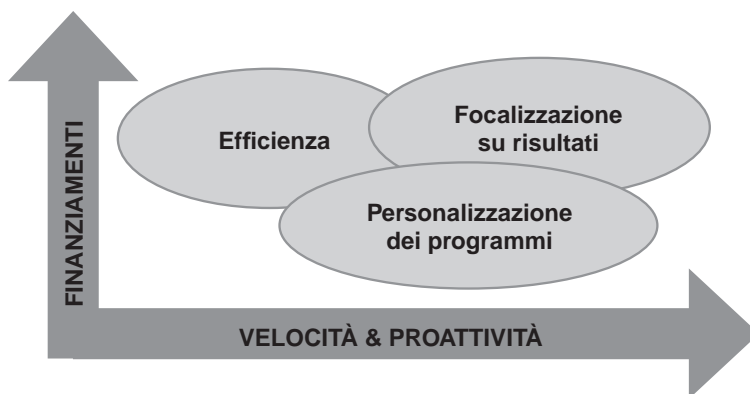 FINANZIAMENTI
Efficienza
Focalizzazione
su risultati
Personalizzazione
dei programmi
VELOCITÀ & PROATTIVITÀ